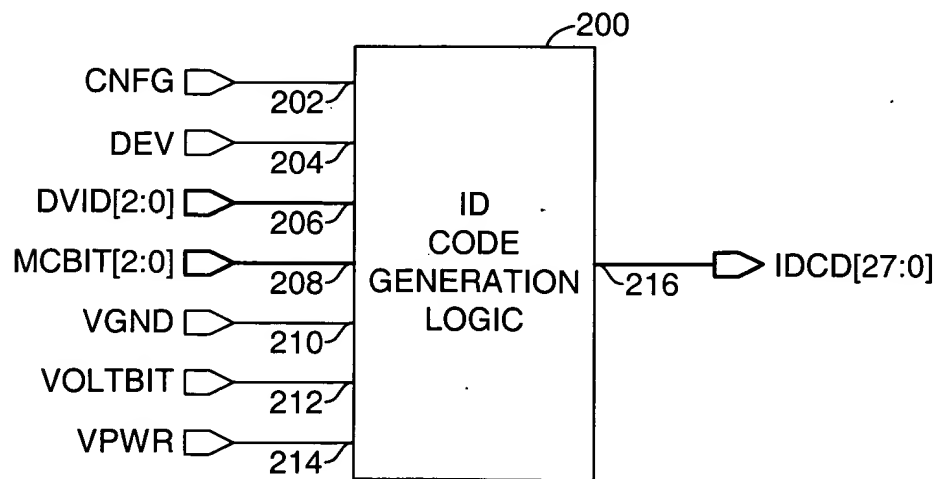 200
CNFG
202
DEV
204
DVID[2:0]
206
MCBIT[2:0]
208
VGND
210
VOLTBIT
212
VPWR
214
ID
CODE
GENERATION
LOGIC
216
IDCD[27:0]